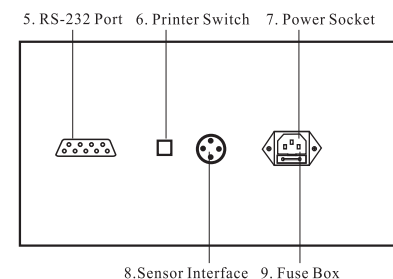 5. RS-232 Port 6. Printer Switch 7. Power Socket
8.Sensor Interface 9. Fuse Box